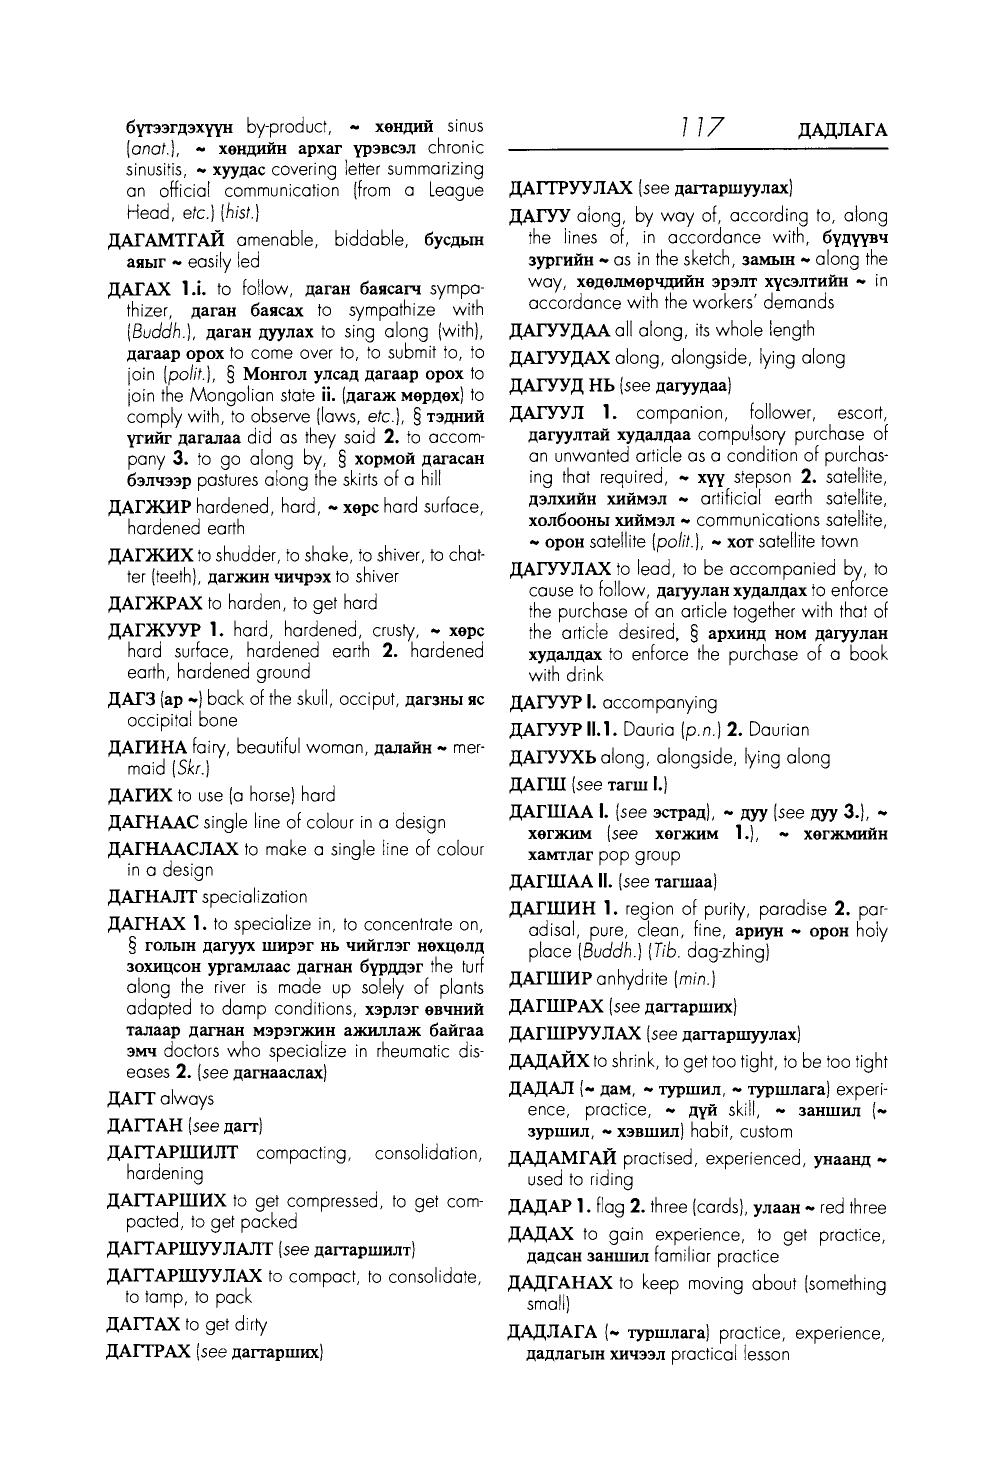 бүтээгдэхүүн by-product, ~ хөндий sinus
(anat.), ~ хөндийн архаг үрэвсэл chronic
sinusitis, ~ хуудас covering letter summarizing
an official communication (from a League
Head, etc.) (hist.)
ДАГАМТГАЙ amenable, biddable, бусдын
аяыг ~ easily led
ДАГАХ 1.i. to follow, даган баясагч sympa-
thizer, даган баясах to sympathize with
(Buddh.), даган дуулах to sing along (with),
дагаар орох to come over to, to submit to, to
join (polit.), § Монгол улсад дагаар орох to
join the Mongolian state ii. (дагаж мөрдөх) to
comply with, to observe (laws, etc.), § тэдний
үгийг дагалаа did as they said 2. to accom-
pany 3. to go along by, § хормой дагасан
бэлчээр pastures along the skirts of a hill
ДАГЖИР hardened, hard, ~ хөрс hard surface,
hardened earth
ДАГЖИХ to shudder, to shake, to shiver, to chat-
ter (teeth), дагжин чичрэх to shiver
ДАГЖРАХ to harden, to get hard
ДАГЖУУР 1. hard, hardened, crusty, ~ хөрс
hard surface, hardened earth 2. hardened
earth, hardened ground
ДАГЗ (ар ~) back of the skull, occiput, дагзны яс
occipital bone
ДАГИНА fairy, beautiful woman, далайн ~ mer-
maid (Skr.)
ДАГИХ to use (a horse) hard
ДАГНААС single line of colour in a design
ДАГНААСЛАХ to make a single line of colour
in a design
ДАГНАЛТ specialization
ДАГНАХ 1. to specialize in, to concentrate on,
§ голын дагуух ширэг нь чийглэг нөхцөлд
зохицсон ургамлаас дагнан бүрддэг the turf
along the river is made up solely of plants
adapted to damp conditions, хэрлэг өвчний
талаар дагнан мэрэгжин ажиллаж байгаа
эмч doctors who specialize in rheumatic dis-
eases 2. (see дагнааслах)
ДАГТ always
ДАГТАН (see дагт)
ДАГТАРШИЛТ compacting, consolidation,
hardening
ДАГТАРШИХ to get compressed, to get com-
pacted, to get packed
ДАГТАРШУУЛАЛТ (see дагтаршилт)
ДАГТАРШУУЛАХ to compact, to consolidate,
to tamp, to pack
ДАГТАХ to get dirty
ДАГТРАХ (see дагтарших)
117 ДАДЛАГА
ДАГТРУУЛАХ (see дагтаршуулах)
ДАГУУ along, by way of, according to, along
the lines of, in accordance with, бүдүүвч
зургийн ~ as in the sketch, замын ~ along the
way, хөдөлмөрчдийн эрэлт хүсэлтийн ~ in
accordance with the workers' demands
ДАГУУДАА all along, its whole length
ДАГУУДАХ along, alongside, lying along
ДАГУУД НЬ (see дагуудаа)
ДАГУУЛ 1. companion, follower, escort,
дагуултай худалдаа compulsory purchase of
an unwanted article as a condition of purchas-
ing that required, ~ хүү stepson 2. satellite,
дэлхийн хиймэл ~ artificial earth satellite,
холбооны хиймэл ~ communications satellite,
~ орон satellite (polit.), ~ хот satellite town
ДАГУУЛАХ to lead, to be accompanied by, to
cause to follow, дагуулан худалдах to enforce
the purchase of an article together with that of
the article desired, § архинд ном дагуулан
худалдах to enforce the purchase of a book
with drink
ДАГУУР I. accompanying
ДАГУУР II.1. Dauria (p.n.) 2. Daurian
ДАГУУХЬ along, alongside, lying along
ДАГШ (see тагш I.)
ДАГШАА I. (see эстрад), ~ дуу (see дуу 3.), ~
хөгжим (see хөгжим 1.), ~ хөгжмийн
хамтлаг pop group
ДАГШАА II. (see тагшаа)
ДАГШИН 1. region of purity, paradise 2. par-
adisal, pure, clean, fine, ариун ~ орон holy
place (Buddh.) (Tib. dag-zhing)
ДАГШИР anhydrite (min.)
ДАГШРАХ (see дагтарших)
ДАГШРУУЛАХ (see дагтаршуулах)
ДАДАЙХ to shrink, to get too tight, to be too tight
ДАДАЛ (~ дам, ~ туршил, ~ туршлага) experi-
ence, practice, ~ дүй skill, ~ заншил (~
зуршил, ~ хэвшил) habit, custom
ДАДАМГАЙ practised, experienced, унаанд ~
used to riding
ДАДАР 1. flag 2. three (cards), улаан ~ red three
ДАДАХ to gain experience, to get practice,
дадсан заншил familiar practice
ДАДГАНАХ to keep moving about (something
small)
ДАДЛАГА (~ туршлага) practice, experience,
дадлагын хичээл practical lesson